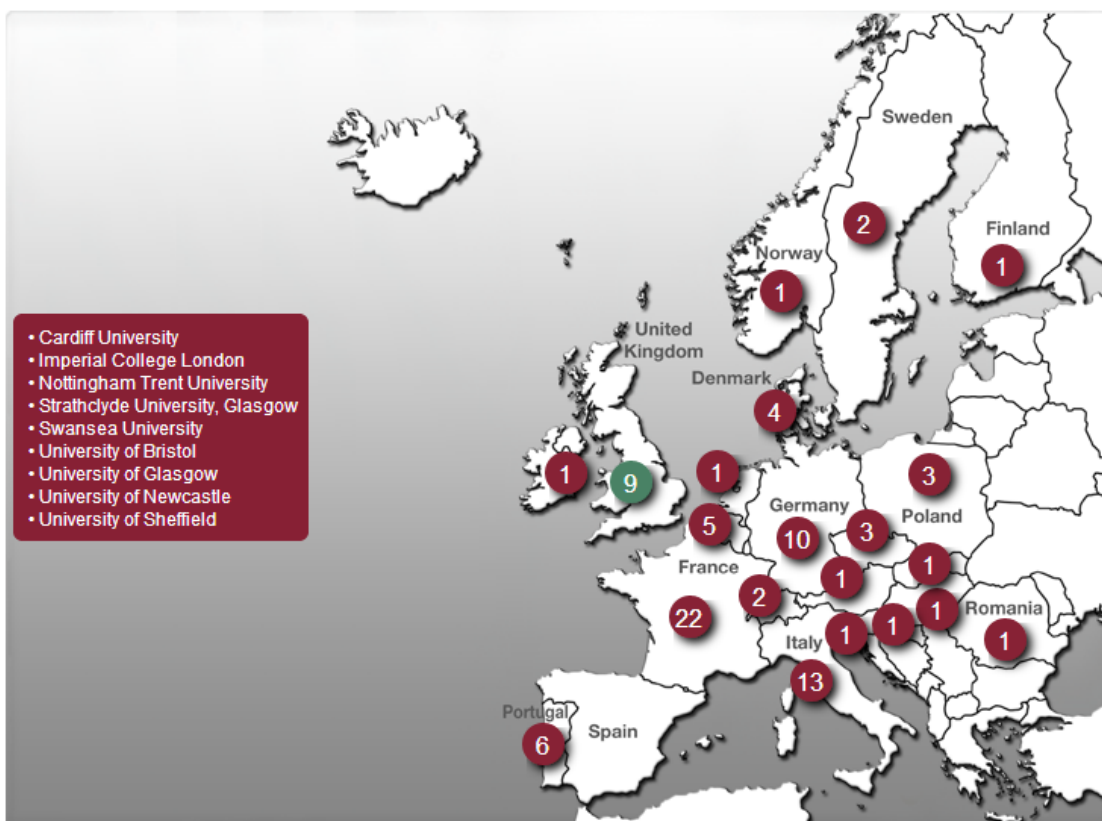 Sweden
2
Finland
1
Norway
1
• Cardiff University
• Imperial College London
• Nottingham Trent University
• Strathclyde University, Glasgow
• Swansea University
• University of Bristol
• University of Glasgow
• University of Newcastle
• University of Sheffield
United
Kingdom
Denmark
4
1
9
1
5
3
Poland
Germany
10
3
1
1
France
22
2
1
1
1
Romania
1
Italy
13
Portugal
6
Spain